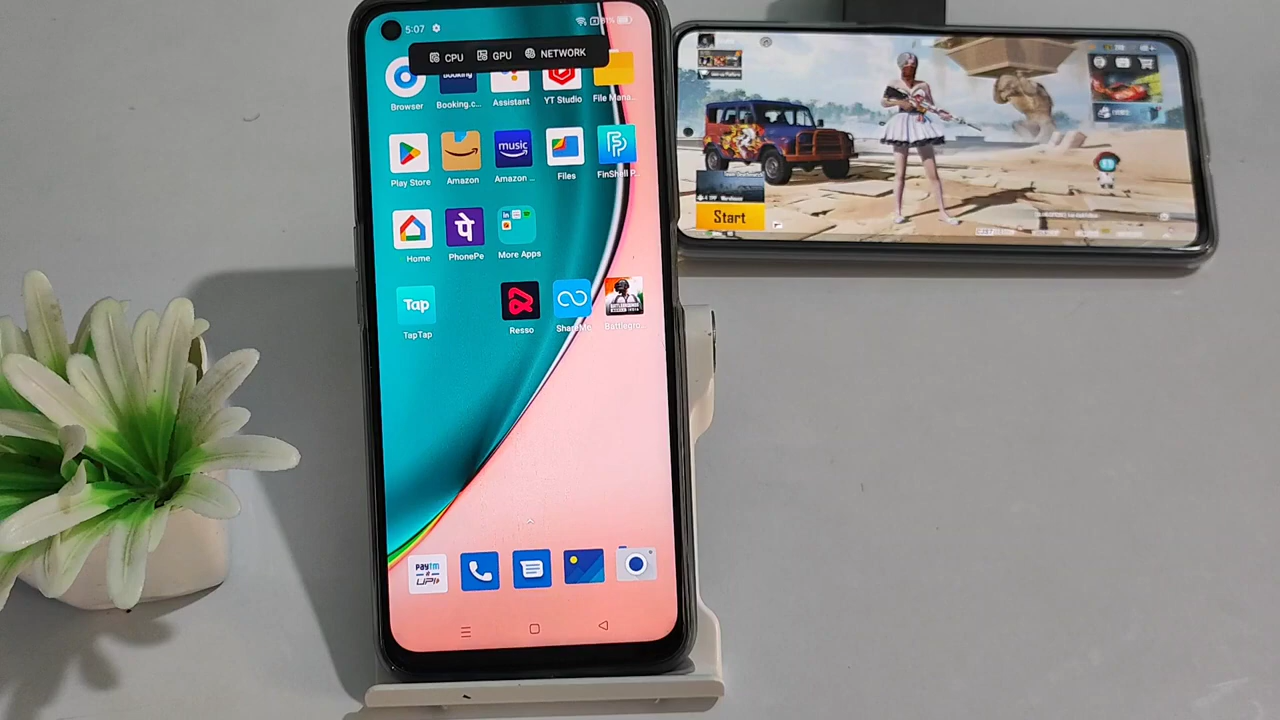 5:07
91%
CPU GPU NETWORK
Browser Booking.c... Assistant YT Studio File Mana...
music
Play Store Amazon Amazon ... Files FinShell P...
Home PhonePe More Apps
Tap
TapTap Resso ShareMe Battlegro...
Paytm
UPI
Start